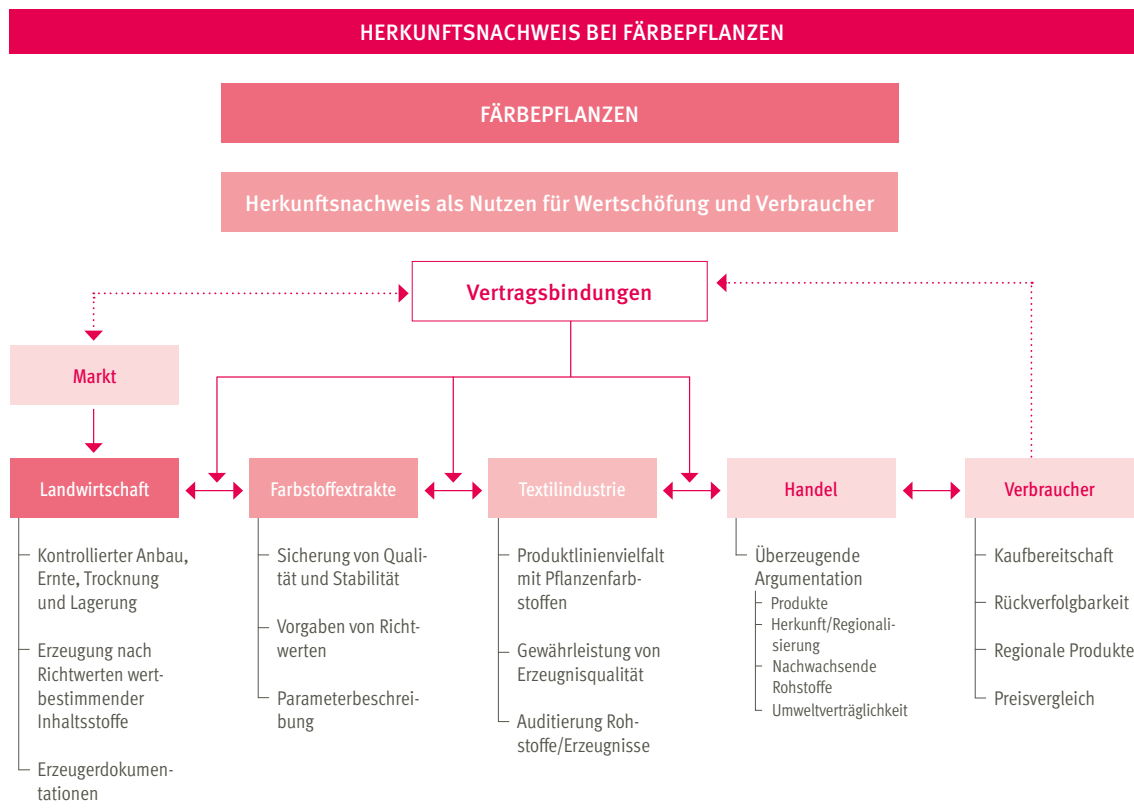 HERKUNFTSNACHWEIS BEI FÄRBEPFLANZEN
FÄRBEPFLANZEN
Herkunftsnachweis als Nutzen für Wertschöfung und Verbraucher
Vertragsbindungen
Markt
Landwirtschaft
Farbstoffextrakte
Textilindustrie
Handel
Verbraucher
Kontrollierter Anbau,
Ernte, Trocknung
und Lagerung
Erzeugung nach
Richtwerten wert-
bestimmender
Inhaltsstoffe
Erzeugerdokumen-
tationen
Sicherung von Quali-
tät und Stabilität
Vorgaben von Richt-
werten
Parameterbeschrei-
bung
Produktlinienvielfalt
mit Pflanzenfarb-
stoffen
Gewährleistung von
Erzeugnisqualität
Auditierung Roh-
stoffe/Erzeugnisse
Überzeugende
Argumentation
Produkte
Herkunft/Regionali-
sierung
Nachwachsende
Rohstoffe
Umweltverträglichkeit
Kaufbereitschaft
Rückverfolgbarkeit
Regionale Produkte
Preisvergleich